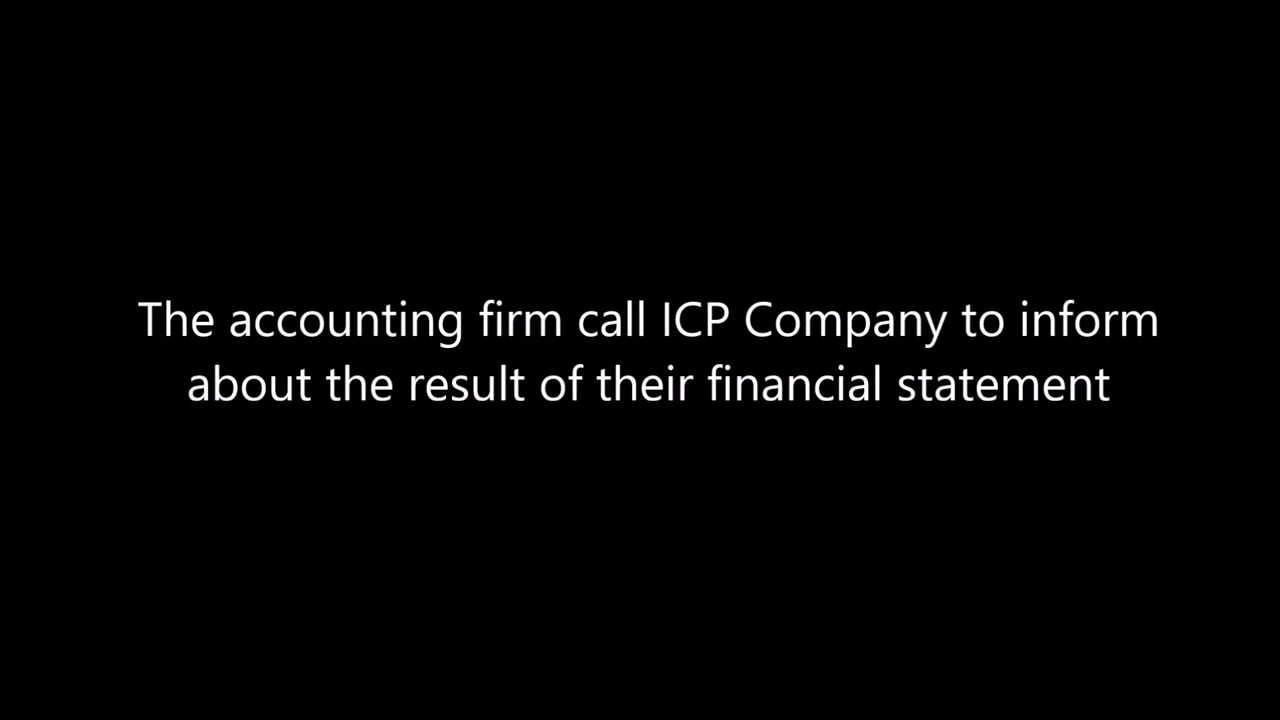 The accounting firm call ICP Company to inform
about the result of their financial statement